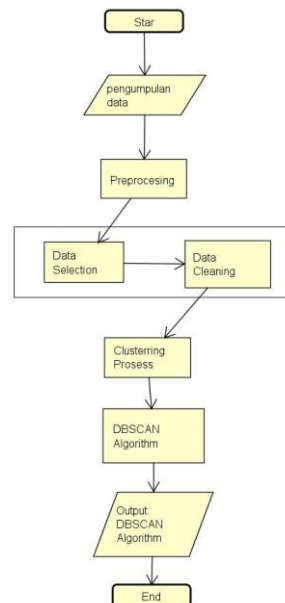 Star
pengumpulan
data
Preprocesing
Data
Selection
Data
Cleaning
Clusterring
Prosess
DBSCAN
Algorithm
Output
DBSCAN
Algorithm
End